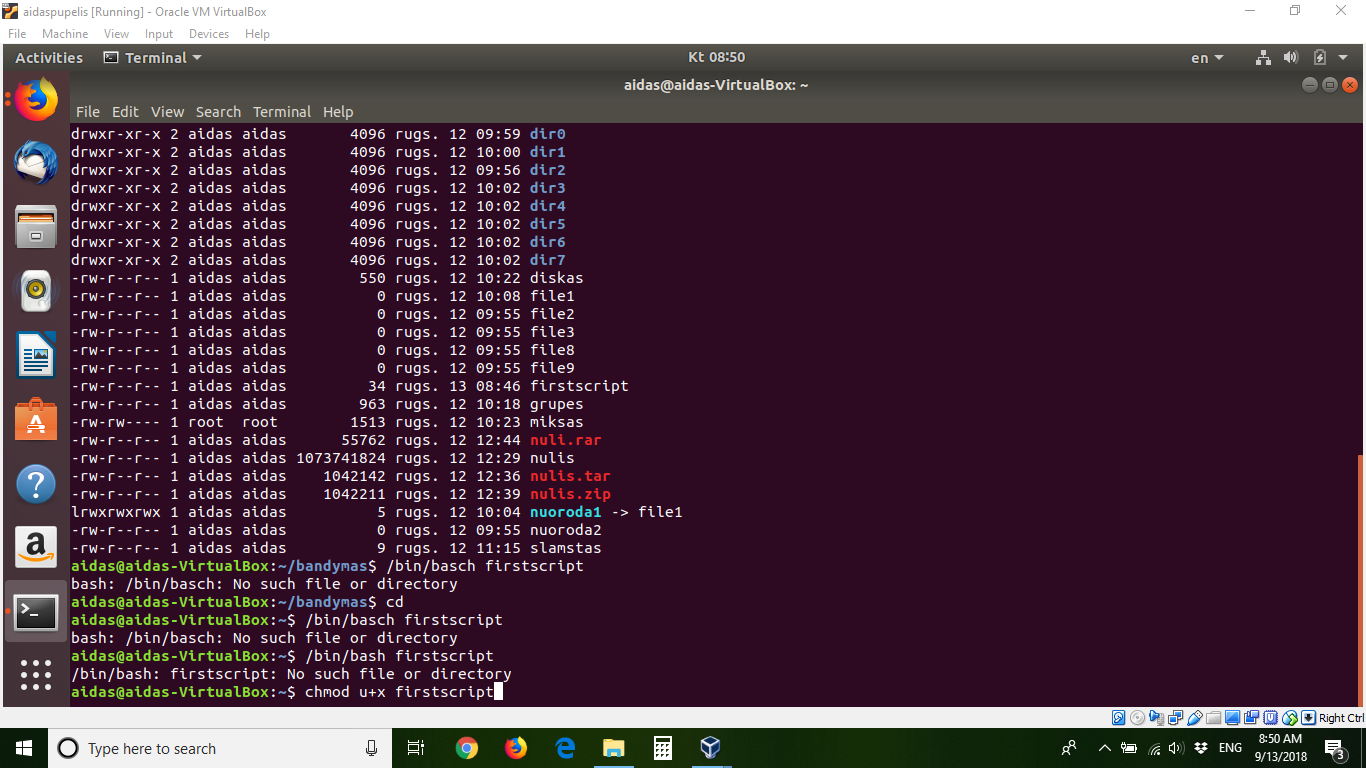 aidaspupelis [Running] - Oracle VM VirtualBox
File Machine View Input Devices Help
Activities Terminal Kt 08:50 en
aidas@aidas-VirtualBox: ~
File Edit View Search Terminal Help
drwxr-xr-x 2 aidas aidas 4096 rugs. 12 09:59 dir0
drwxr-xr-x 2 aidas aidas 4096 rugs. 12 10:00 dir1
drwxr-xr-x 2 aidas aidas 4096 rugs. 12 09:56 dir2
drwxr-xr-x 2 aidas aidas 4096 rugs. 12 10:02 dir3
drwxr-xr-x 2 aidas aidas 4096 rugs. 12 10:02 dir4
drwxr-xr-x 2 aidas aidas 4096 rugs. 12 10:02 dir5
drwxr-xr-x 2 aidas aidas 4096 rugs. 12 10:02 dir6
drwxr-xr-x 2 aidas aidas 4096 rugs. 12 10:02 dir7
-rw-r--r-- 1 aidas aidas 550 rugs. 12 10:22 diskas
-rw-r--r-- 1 aidas aidas 0 rugs. 12 10:08 file1
-rw-r--r-- 1 aidas aidas 0 rugs. 12 09:55 file2
-rw-r--r-- 1 aidas aidas 0 rugs. 12 09:55 file3
-rw-r--r-- 1 aidas aidas 0 rugs. 12 09:55 file8
-rw-r--r-- 1 aidas aidas 0 rugs. 12 09:55 file9
-rw-r--r-- 1 aidas aidas 34 rugs. 13 08:46 firstscript
-rw-r--r-- 1 aidas aidas 963 rugs. 12 10:18 grupes
-rw-rw---- 1 root root 1513 rugs. 12 10:23 miksas
-rw-r--r-- 1 aidas aidas 55762 rugs. 12 12:44 nuli.rar
-rw-r--r-- 1 aidas aidas 1073741824 rugs. 12 12:29 nulis
-rw-r--r-- 1 aidas aidas 1042142 rugs. 12 12:36 nulis.tar
-rw-r--r-- 1 aidas aidas 1042211 rugs. 12 12:39 nulis.zip
lrwxrwxrwx 1 aidas aidas 5 rugs. 12 10:04 nuoroda1 -> file1
-rw-r--r-- 1 aidas aidas 0 rugs. 12 09:55 nuoroda2
-rw-r--r-- 1 aidas aidas 9 rugs. 12 11:15 slamstas
aidas@aidas-VirtualBox:~/bandymas$ /bin/basch firstscript
bash: /bin/basch: No such file or directory
aidas@aidas-VirtualBox:~/bandymas$ cd
aidas@aidas-VirtualBox:~$ /bin/basch firstscript
bash: /bin/basch: No such file or directory
aidas@aidas-VirtualBox:~$ /bin/bash firstscript
/bin/bash: firstscript: No such file or directory
aidas@aidas-VirtualBox:~$ chmod u+x firstscript
Right Ctrl
Type here to search
ENG
8:50 AM
9/13/2018
3